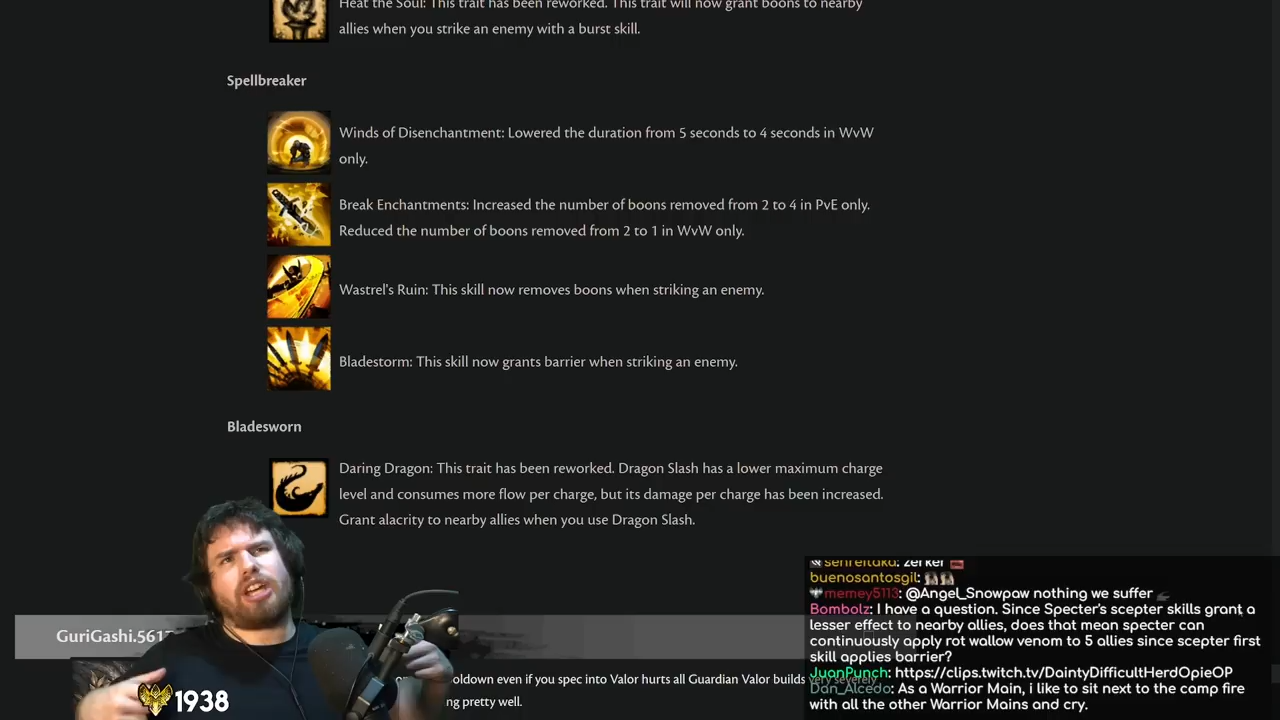 Heat the Soul: This trait has been reworked. This trait will now grant boons to nearby
allies when you strike an enemy with a burst skill.
Spellbreaker
Winds of Disenchantment: Lowered the duration from 5 seconds to 4 seconds in WvW
only.
Break Enchantments: Increased the number of boons removed from 2 to 4 in PvE only.
Reduced the number of boons removed from 2 to 1 in WvW only.
Wastrel's Ruin: This skill now removes boons when striking an enemy.
Bladestorm: This skill now grants barrier when striking an enemy.
Bladesworn
Daring Dragon: This trait has been reworked. Dragon Slash has a lower maximum charge
level and consumes more flow per charge, but its damage per charge has been increased.
Grant alacrity to nearby allies when you use Dragon Slash.
GuriGashi.561
oldown even if you spec into Valor hurts all Guardian Valor builds very severely
ng pretty well.
1938
senreitaka: zerker
buenosantosgil:
memey5113: @Angel_Snowpaw nothing we suffer
Bombolz: I have a question. Since Specter's scepter skills grant a
lesser effect to nearby allies, does that mean specter can
continuously apply rot wallow venom to 5 allies since scepter first
skill applies barrier?
JuanPunch: https://clips.twitch.tv/DaintyDifficultHerdOpieOP
Dan_Alcedo: As a Warrior Main, i like to sit next to the camp fire
with all the other Warrior Mains and cry.